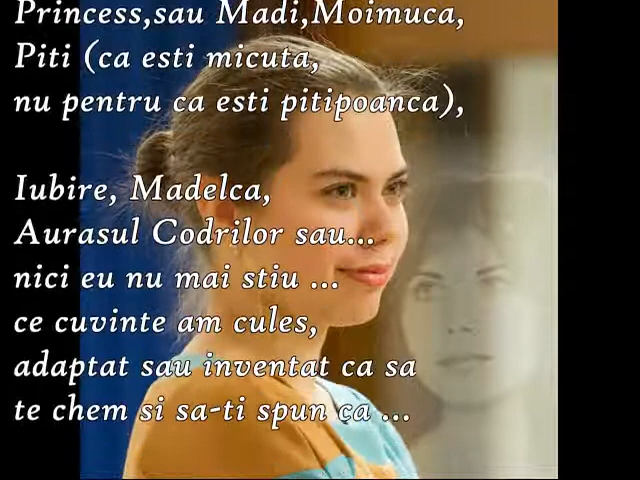 Princess,sau Madi,Moimuca,
Piti (ca esti micuta,
nu pentru ca esti pitipoanca),
Iubire, Madelca,
Aurasul Codrilor sau...
nici eu nu mai stiu ...
ce cuvinte am cules,
adaptat sau inventat ca sa
te chem si sa-ti spun ca ...